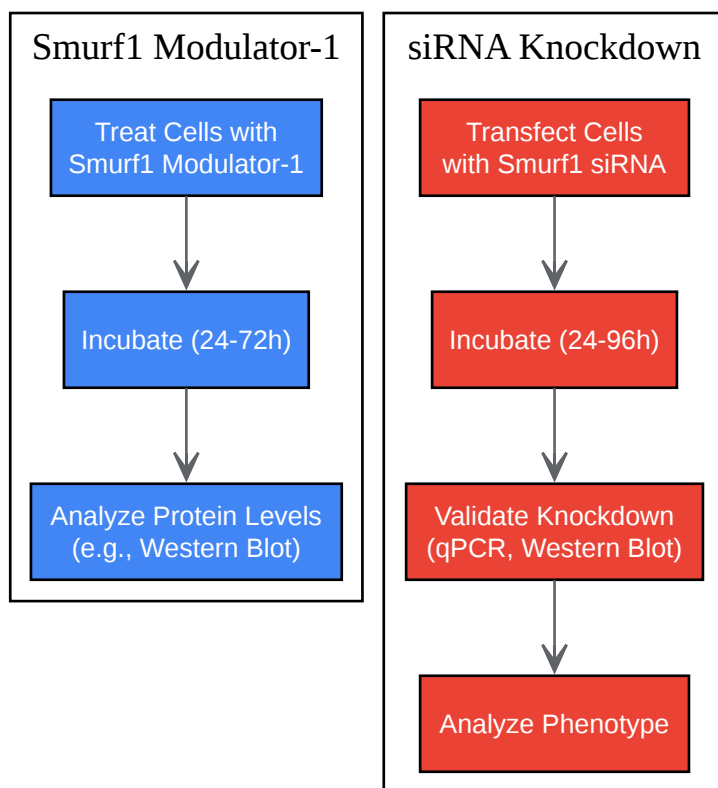 Smurf1 Modulator-1
Treat Cells with
Smurf1 Modulator-1
Incubate (24-72h)
Analyze Protein Levels
(e.g., Western Blot)
siRNA Knockdown
Transfect Cells
with Smurf1 siRNA
Incubate (24-96h)
Validate Knockdown
(qPCR, Western Blot)
Analyze Phenotype